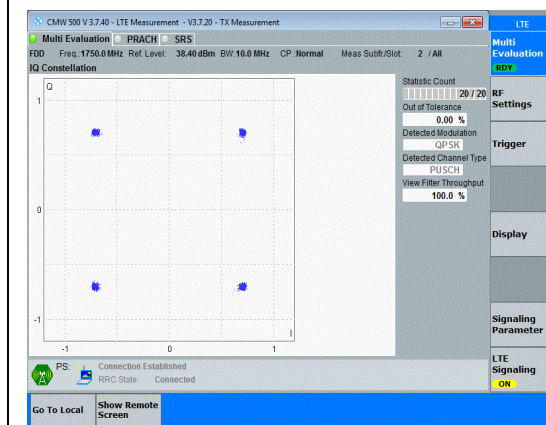 CMW 500 V 3.7.40 - LTE Measurement - V3.7.20 - TX Measurement
LTE
Multi Evaluation PRACH SRS
Multi
Evaluation
RDY
FDD Freq.: 1750.0 MHz Ref. Level: 38.40 dBm BW: 10.0 MHz CP : Normal Meas Subfr./Slot: 2 / All
IQ Constellation
Q
1
0
-1
-1
0
1
I
Statistic Count
20 / 20
Out of Tolerance
0.00 %
Detected Modulation
QPSK
Detected Channel Type
PUSCH
View Filter Throughput
100.0 %
RF
Settings
Trigger
Display
Signaling
Parameter
LTE
Signaling
ON
PS: Connection Established
RRC State: Connected
Go To Local
Show Remote
Screen